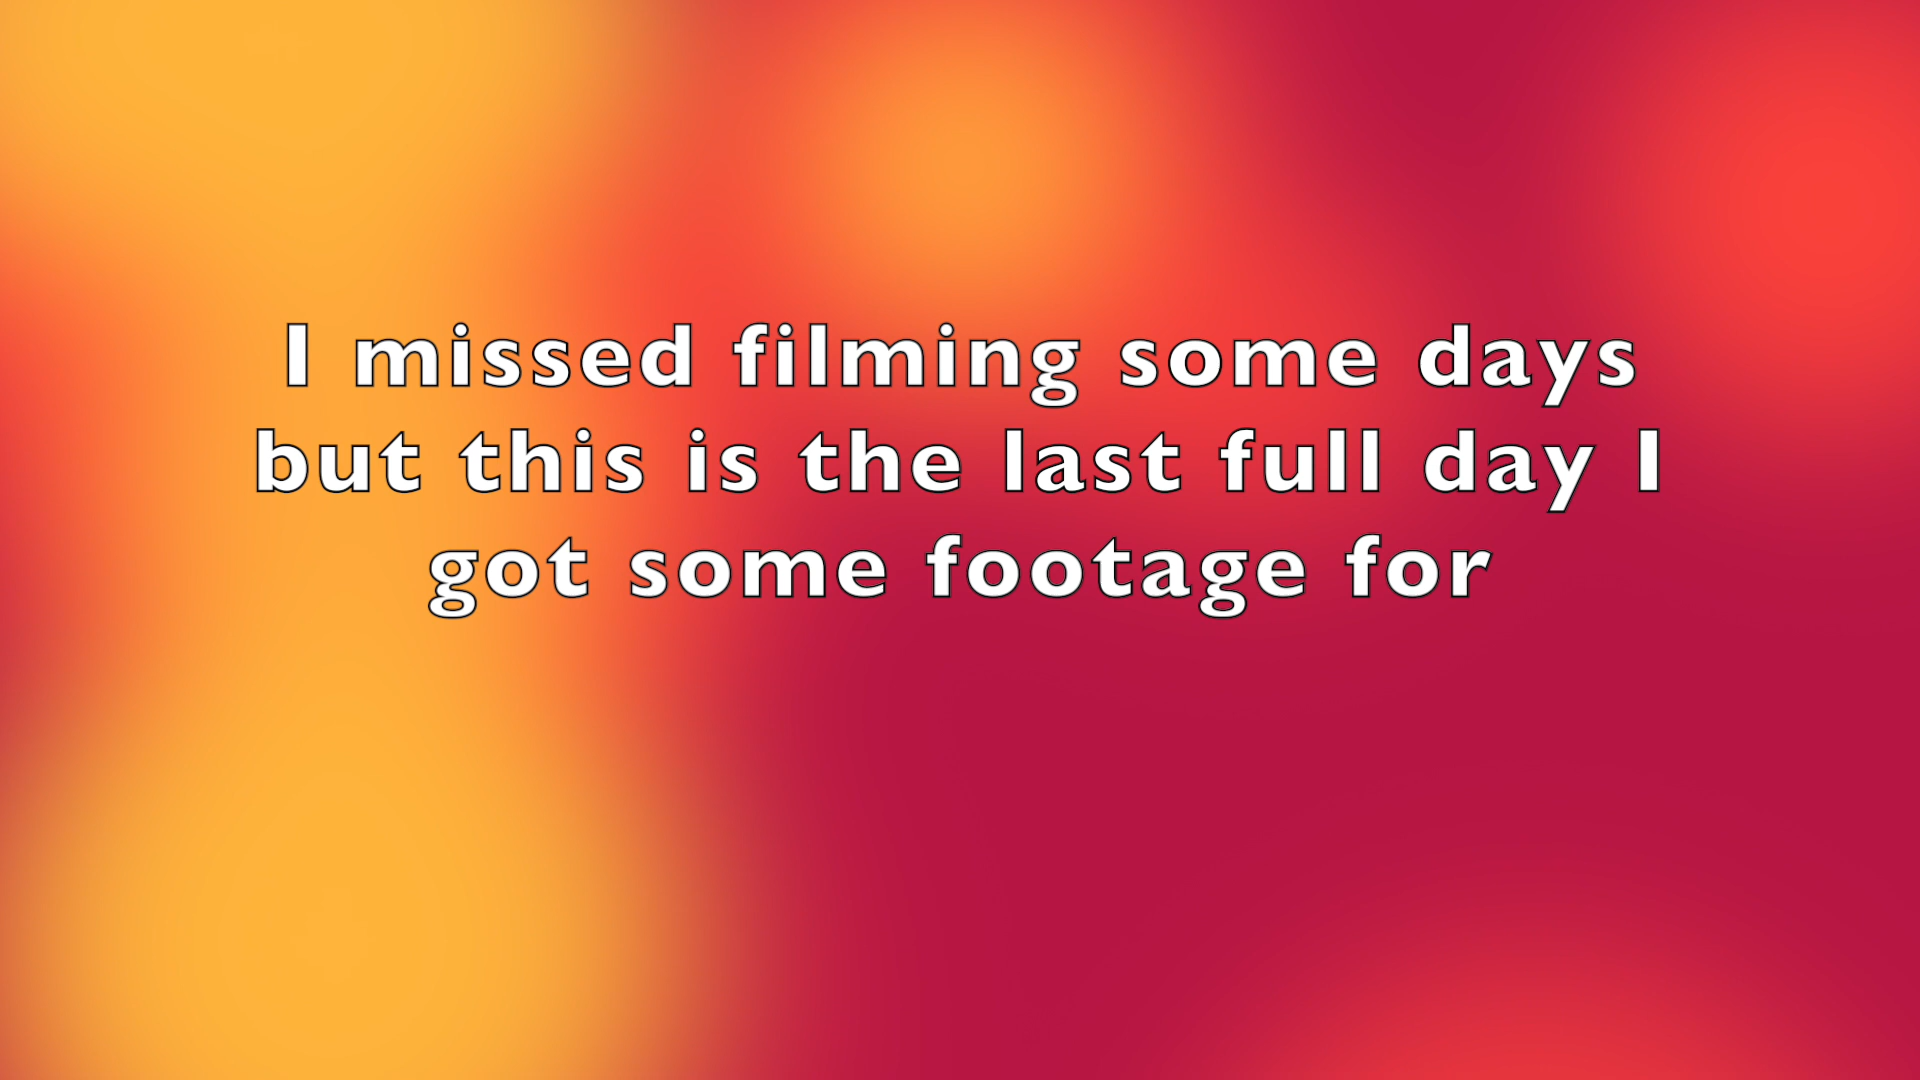 I missed filming some days
but this is the last full day I
got some footage for